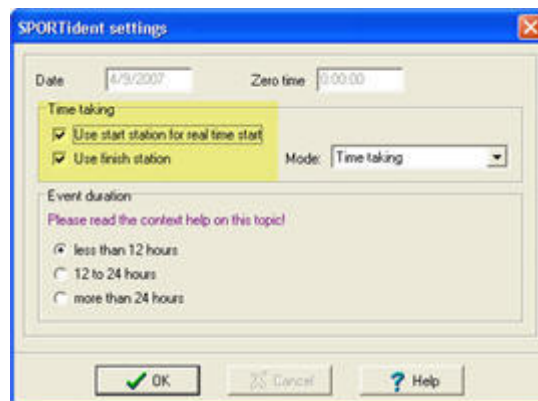 SPORTident settings
Date 4/9/2007 Zero time 0:00:00
Time taking
Use start station for real time start
Use finish station Mode: Time taking
Event duration
Please read the context help on this topic!
less than 12 hours
12 to 24 hours
more than 24 hours
OK Cancel ? Help